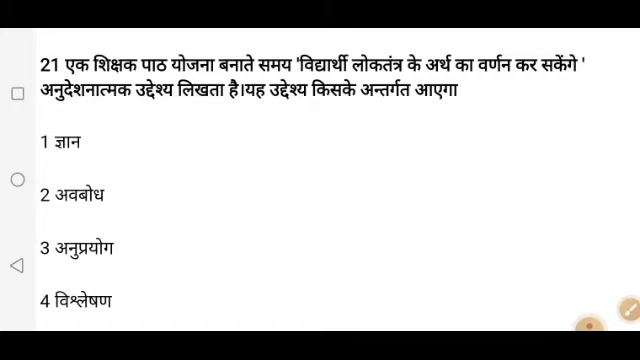 21 एक शिक्षक पाठ योजना बनाते समय 'विद्यार्थी लोकतंत्र के अर्थ का वर्णन कर सकेंगे '
अनुदेशनात्मक उद्देश्य लिखता है।यह उद्देश्य किसके अन्तर्गत आएगा
1 ज्ञान
2 अवबोध
3 अनुप्रयोग
4 विश्लेषण